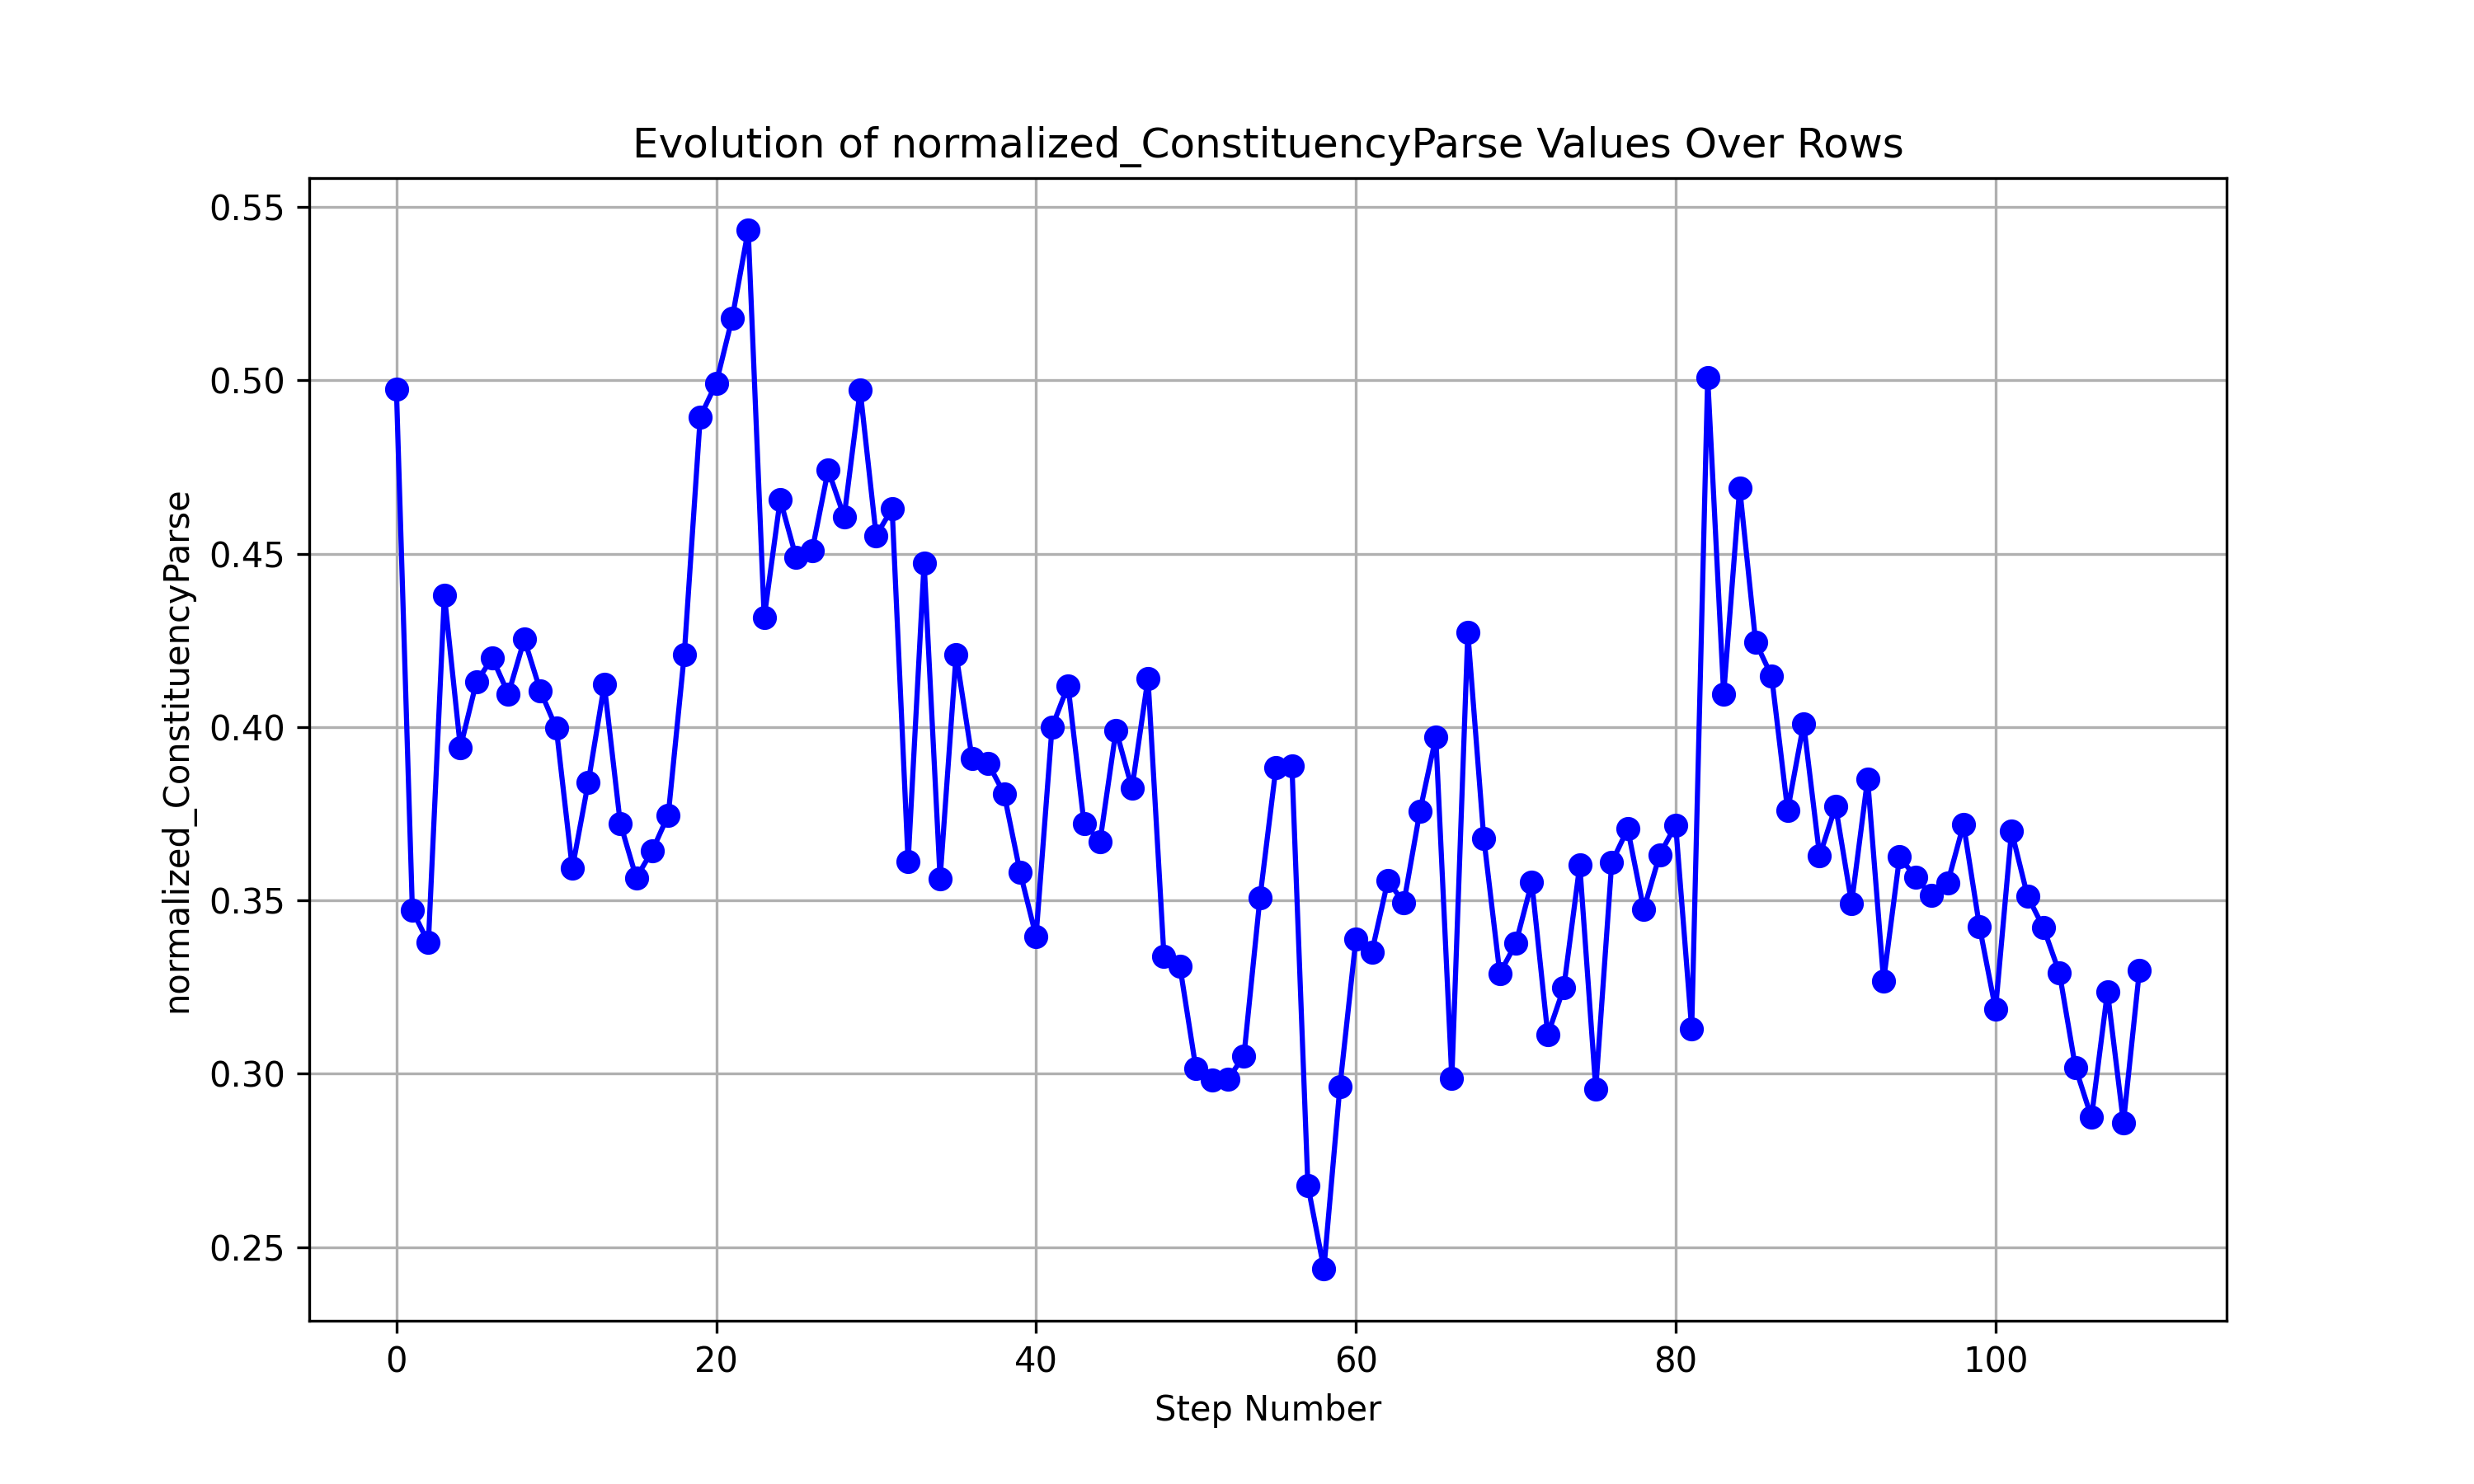 Evolution of normalized_ConstituencyParse Values Over Rows
0.55
0.50
0.45
0.40
0.35
0.30
0.25
normalized_ConstituencyParse
0 20 40 60 80 100
Step Number